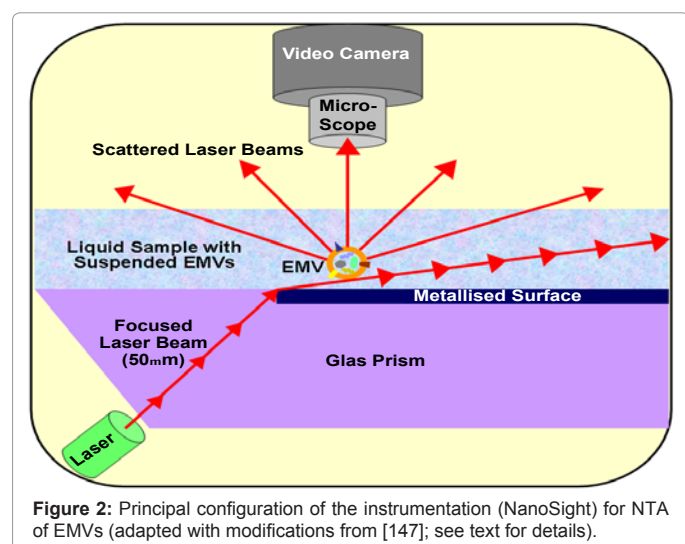 Video Camera
Micro-
Scope
Scattered Laser Beams
Liquid Sample with
Suspended EMVs
EMV
Metallised Surface
Focused
Laser Beam
(50mm)
Glas Prism
Laser
Figure 2: Principal configuration of the instrumentation (NanoSight) for NTA
of EMVs (adapted with modifications from [147]; see text for details).